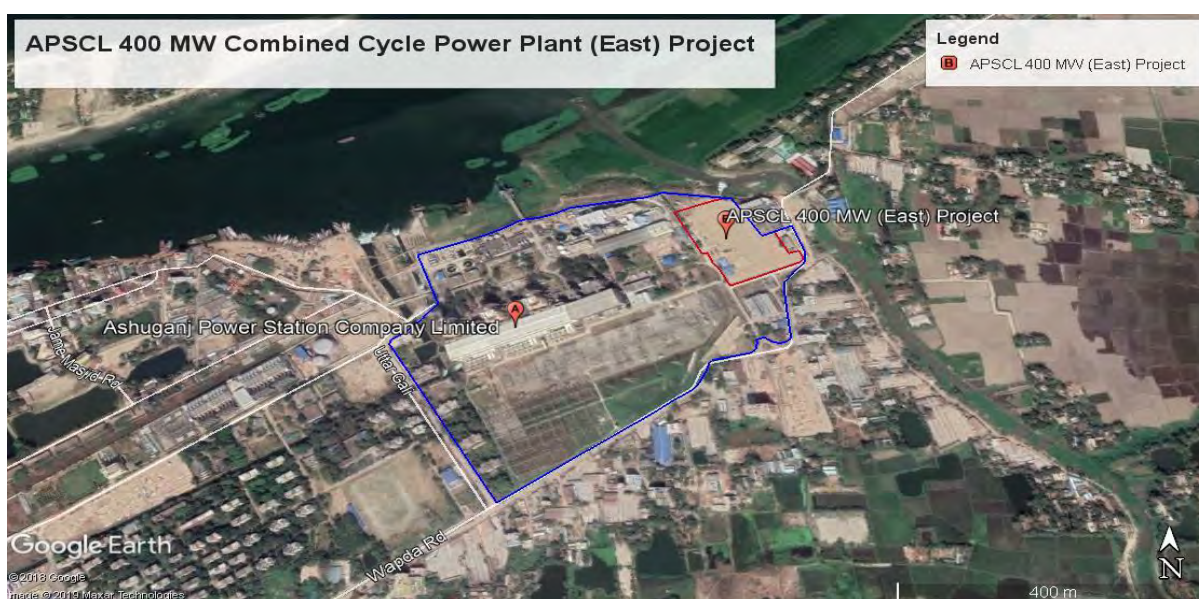 APSCL 400 MW Combined Cycle Power Plant (East) Project
Legend
B APSCL 400 MW (East) Project
APSCL 400 MW (East) Project
A
Ashuganj Power Station Company Limited
Jame Masjid Rd
Uttar Gali
Wapda Rd
Google Earth
©2018 Google
Image © 2019 Maxar Technologies
400 m
N